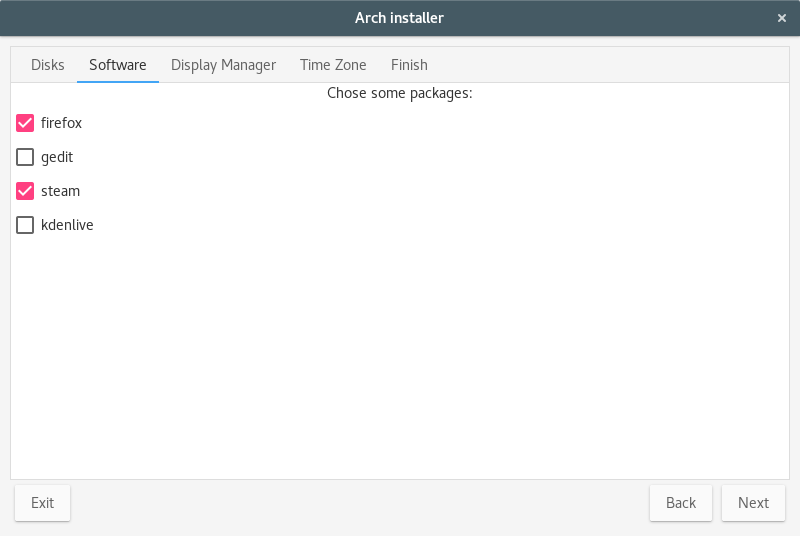 Arch installer ×
Disks Software Display Manager Time Zone Finish
Chose some packages:
firefox
gedit
steam
kdenlive
Exit Back Next